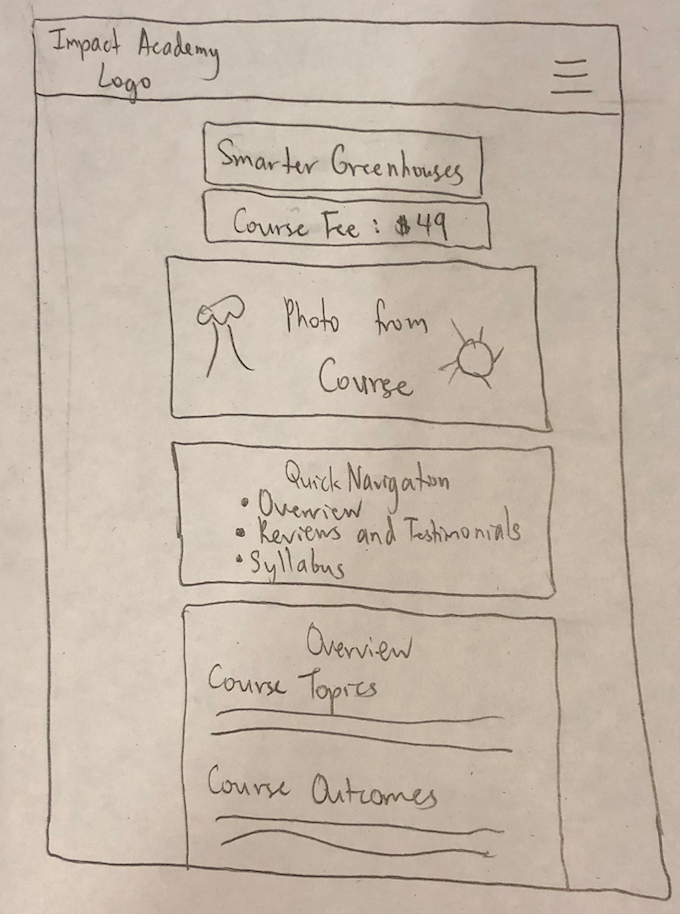 Impact Academy
Logo
Smarter Greenhouses
Course Fee : $49
Photo from
Course
Quick Navigation
• Overview
• Reviews and Testimonials
• Syllabus
Overview
Course Topics
Course Outcomes